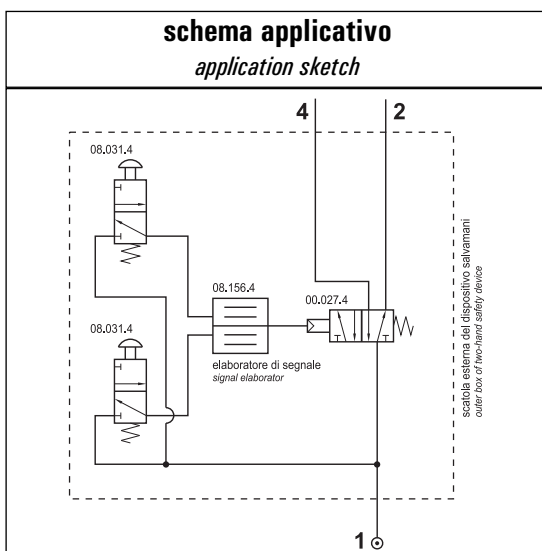 schema applicativo
application sketch
4
2
08.031.4
08.156.4
00.027.4
08.031.4
elaboratore di segnale
signal elaborator
scatola esterna del dispositivo salvamani
outer box of two-hand safety device
1